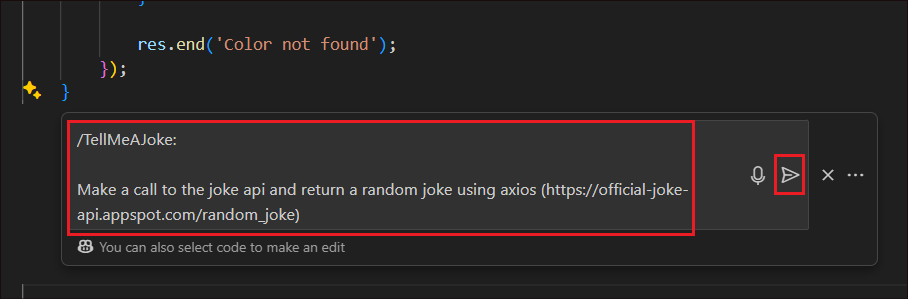 }
res.end('Color not found');
});
}
/TellMeAJoke:
Make a call to the joke api and return a random joke using axios (https://official-joke-
api.appspot.com/random_joke)
You can also select code to make an edit